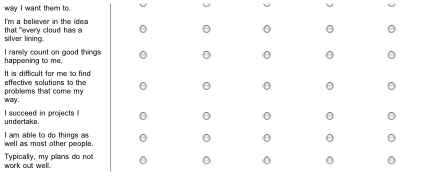 way I want them to.
I'm a believer in the idea
that "every cloud has a
silver lining.
I rarely count on good things
happening to me.
It is difficult for me to find
effective solutions to the
problems that come my
way.
I succeed in projects I
undertake.
I am able to do things as
well as most other people.
Typically, my plans do not
work out well.